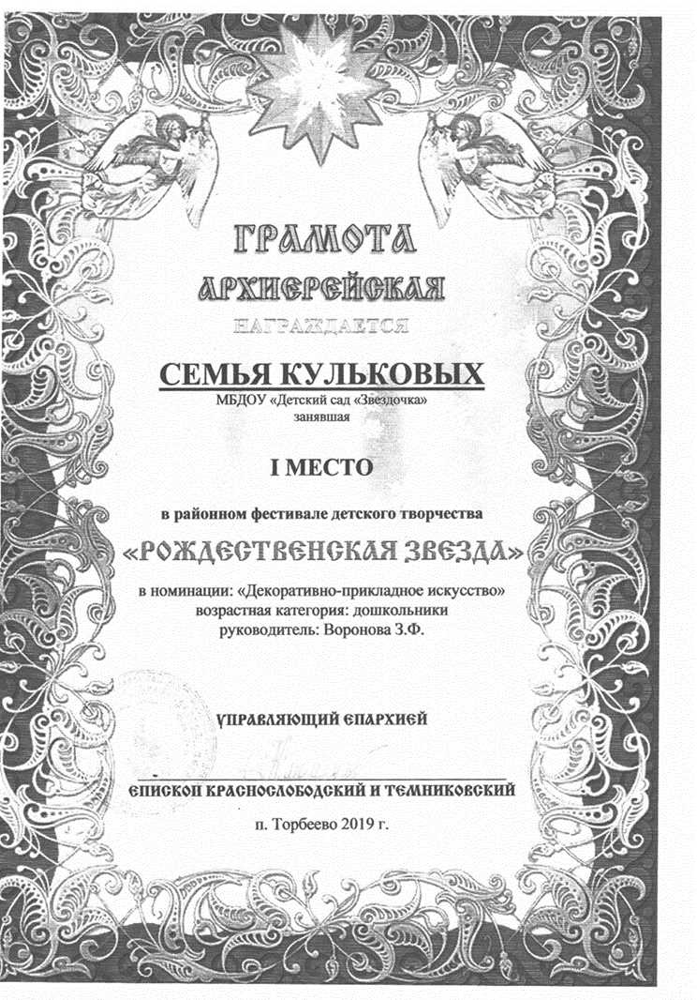 ГРАМОТА
АРХИЕРЕЙСКАЯ
НАГРАЖДАЕТСЯ
СЕМЬЯ КУЛЬКОВЫХ
МБДОУ «Детский сад «Звездочка»
занявшая
I МЕСТО
в районном фестивале детского творчества
«РОЖДЕСТВЕНСКАЯ ЗВЕЗДА»
в номинации: «Декоративно-прикладное искусство»
возрастная категория: дошкольники
руководитель: Воронова З.Ф.
УПРАВЛЯЮЩИЙ ЕПАРХИЕЙ
ЕПИСКОП КРАСНОСЛОБОДСКИЙ И ТЕМНИКОВСКИЙ
п. Торбеево 2019 г.